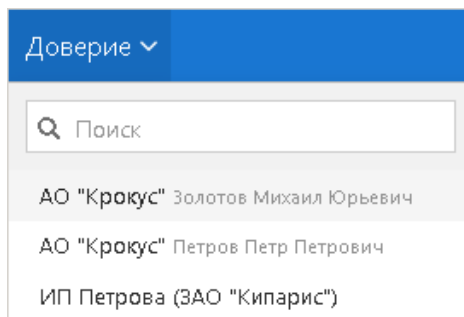 Доверие
Поиск
АО "Крокус" Золотов Михаил Юрьевич
АО "Крокус" Петров Петр Петрович
ИП Петрова (ЗАО "Кипарис")